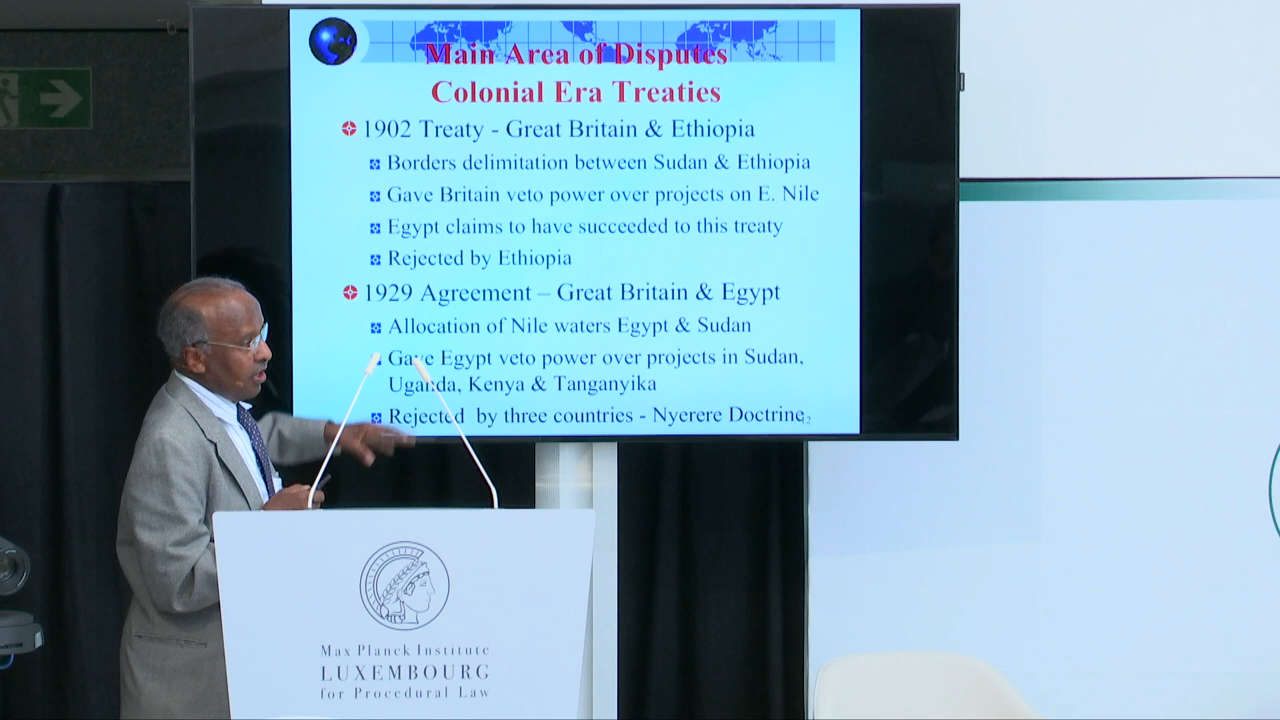 Main Area of Disputes
Colonial Era Treaties
1902 Treaty - Great Britain & Ethiopia
Borders delimitation between Sudan & Ethiopia
Gave Britain veto power over projects on E. Nile
Egypt claims to have succeeded to this treaty
Rejected by Ethiopia
1929 Agreement – Great Britain & Egypt
Allocation of Nile waters Egypt & Sudan
Gave Egypt veto power over projects in Sudan,
Uganda, Kenya & Tanganyika
Rejected by three countries - Nyerere Doctrine
12
Max Planck Institute
LUXEMBOURG
for Procedural Law